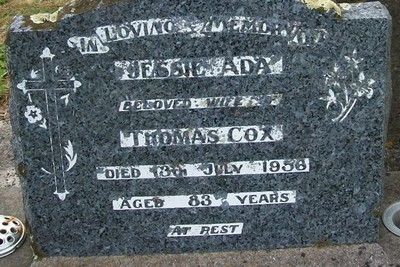 IN LOVING MEMORY OF
JESSIE ADA
BELOVED WIFE OF
THOMAS COX
DIED 13TH JULY 1958
AGED 83 YEARS
AT REST